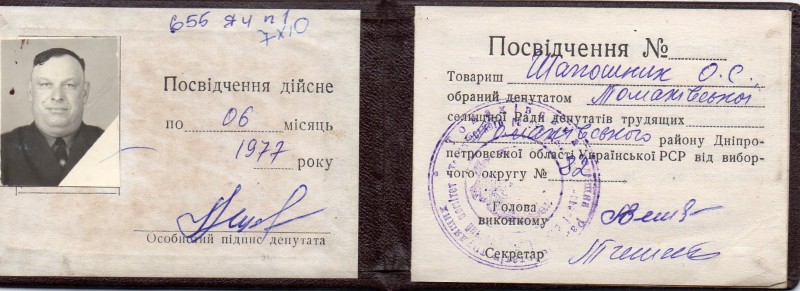 655 яч п 1
7х10
Посвідчення дійсне
по 06 місяць
1977 року
Особистий підпис депутата
Посвідчення №
Товариш Шапошник О.С.,
обраний депутатом Томаківської
селищної Ради депутатів трудящих
Томаківського району Дніпро-
петровської області Української РСР від вибор-
чого округу № 82
Голова
виконкому
Секретар